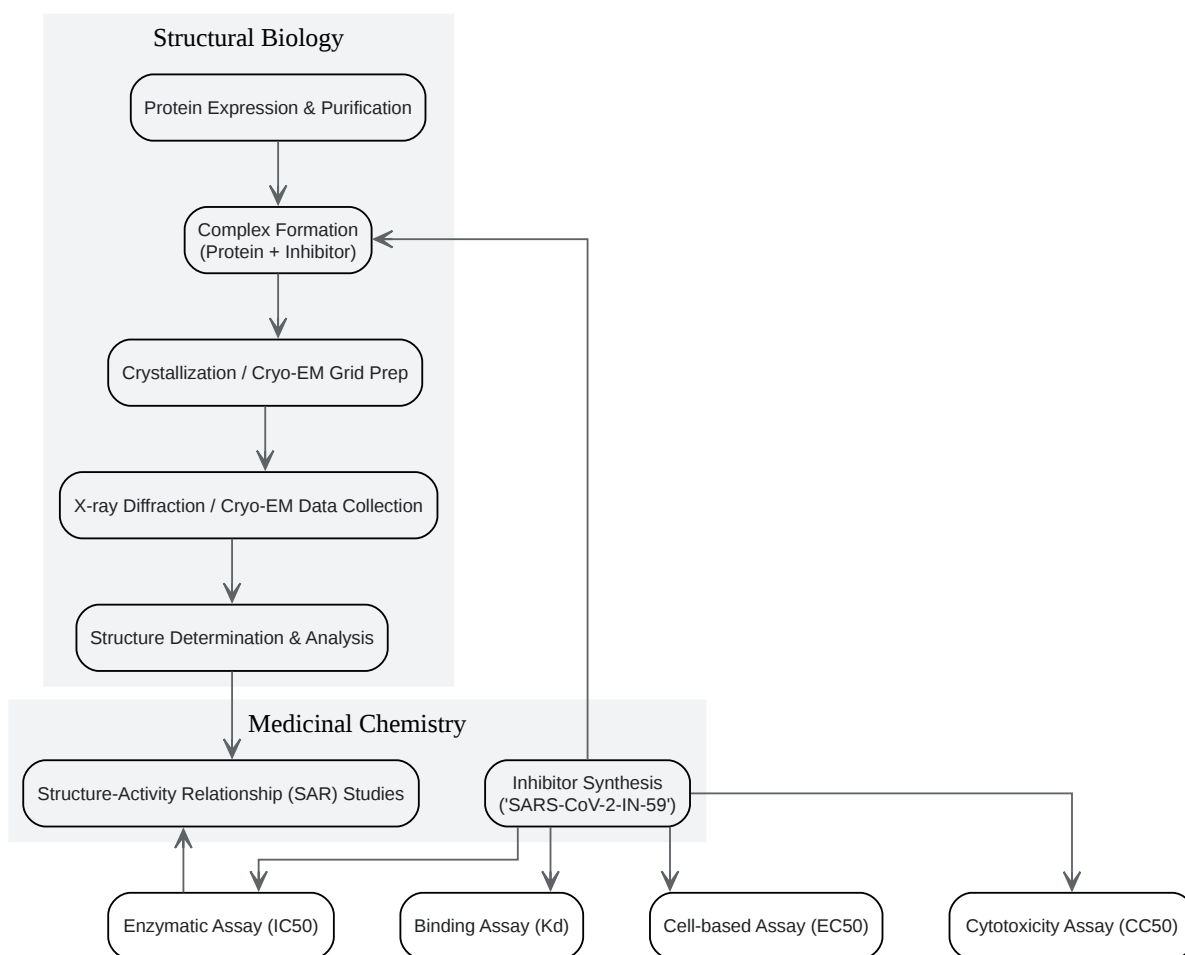 Structural Biology
Protein Expression & Purification
Complex Formation
(Protein + Inhibitor)
Crystallization / Cryo-EM Grid Prep
X-ray Diffraction / Cryo-EM Data Collection
Structure Determination & Analysis
Medicinal Chemistry
Structure-Activity Relationship (SAR) Studies
Inhibitor Synthesis
('SARS-CoV-2-IN-59')
Enzymatic Assay (IC50)
Binding Assay (Kd)
Cell-based Assay (EC50)
Cytotoxicity Assay (CC50)